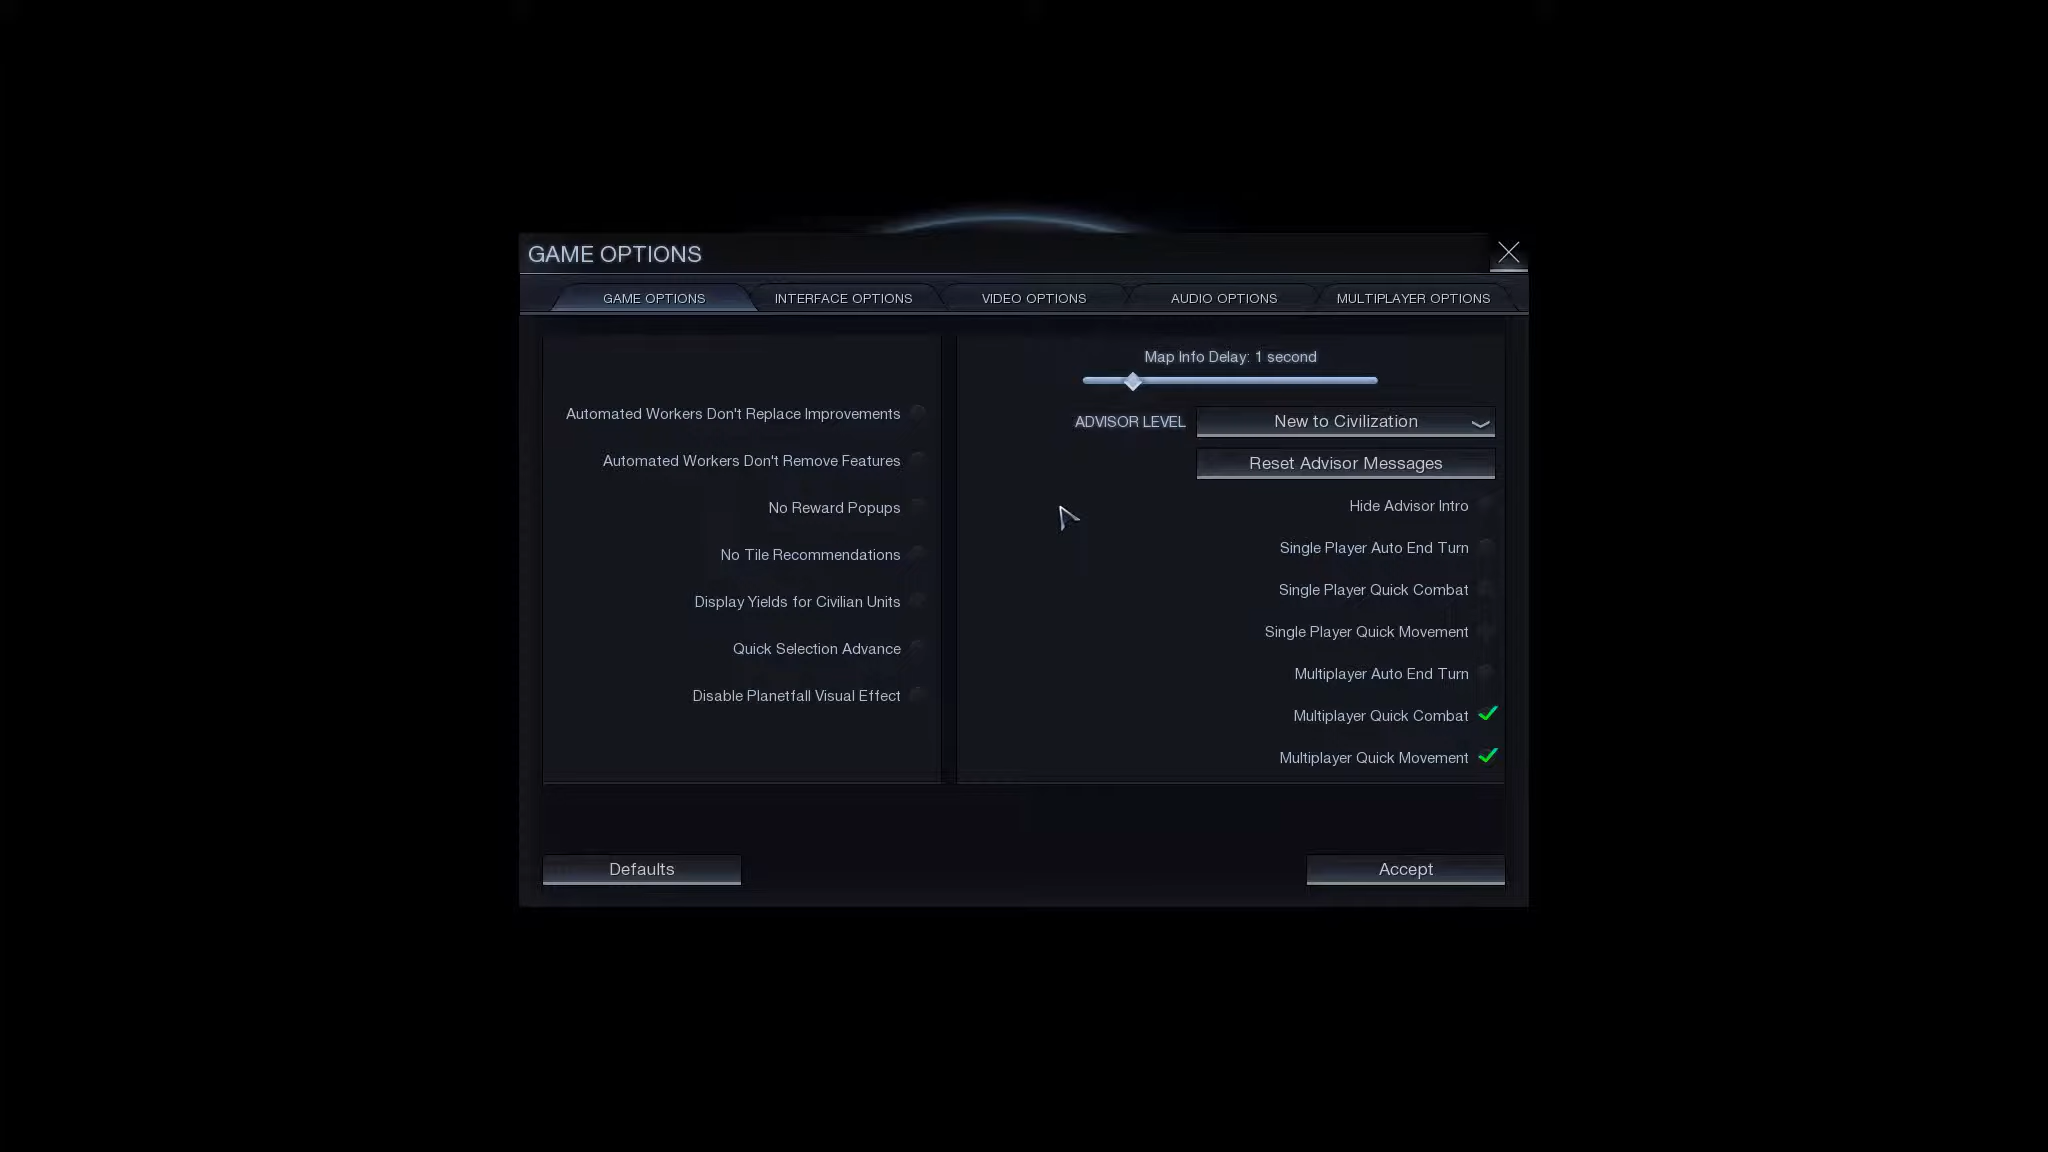 GAME OPTIONS
GAME OPTIONS
INTERFACE OPTIONS
VIDEO OPTIONS
AUDIO OPTIONS
MULTIPLAYER OPTIONS
Automated Workers Don't Replace Improvements
Automated Workers Don't Remove Features
No Reward Popups
No Tile Recommendations
Display Yields for Civilian Units
Quick Selection Advance
Disable Planetfall Visual Effect
Map Info Delay: 1 second
ADVISOR LEVEL
New to Civilization
Reset Advisor Messages
Hide Advisor Intro
Single Player Auto End Turn
Single Player Quick Combat
Single Player Quick Movement
Multiplayer Auto End Turn
Multiplayer Quick Combat
Multiplayer Quick Movement
Defaults
Accept